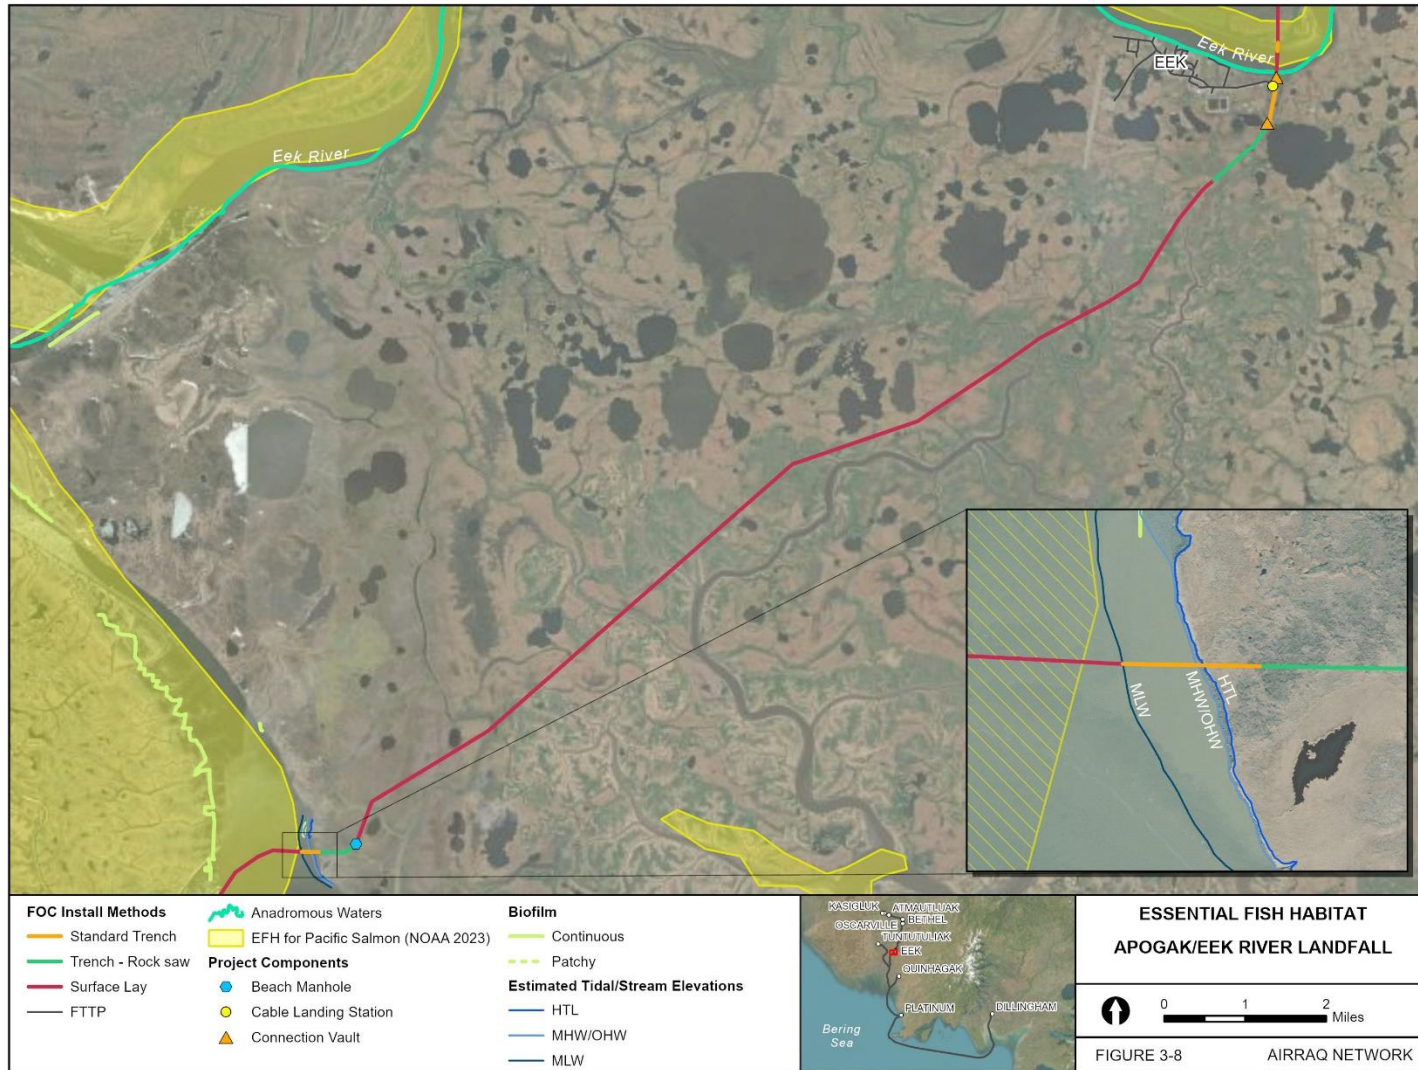 Eek River
EEK
Eek River
MLW
MHW/OHW
HTL
FOC Install Methods
Standard Trench
Trench - Rock saw
Surface Lay
FTTP
Anadromous Waters
EFH for Pacific Salmon (NOAA 2023)
Project Components
Beach Manhole
Cable Landing Station
Connection Vault
Biofilm
Continuous
Patchy
Estimated Tidal/Stream Elevations
HTL
MHW/OHW
MLW
KASIGLUK
ATMAUTLUAK
OSCARVILLE
BETHEL
TUNTUTULIAK
EEK
QUINHAGAK
PLATINUM
DILLINGHAM
Bering
Sea
ESSENTIAL FISH HABITAT
APOGAK/EEK RIVER LANDFALL
0 1 2
Miles
FIGURE 3-8 AIRRAQ NETWORK